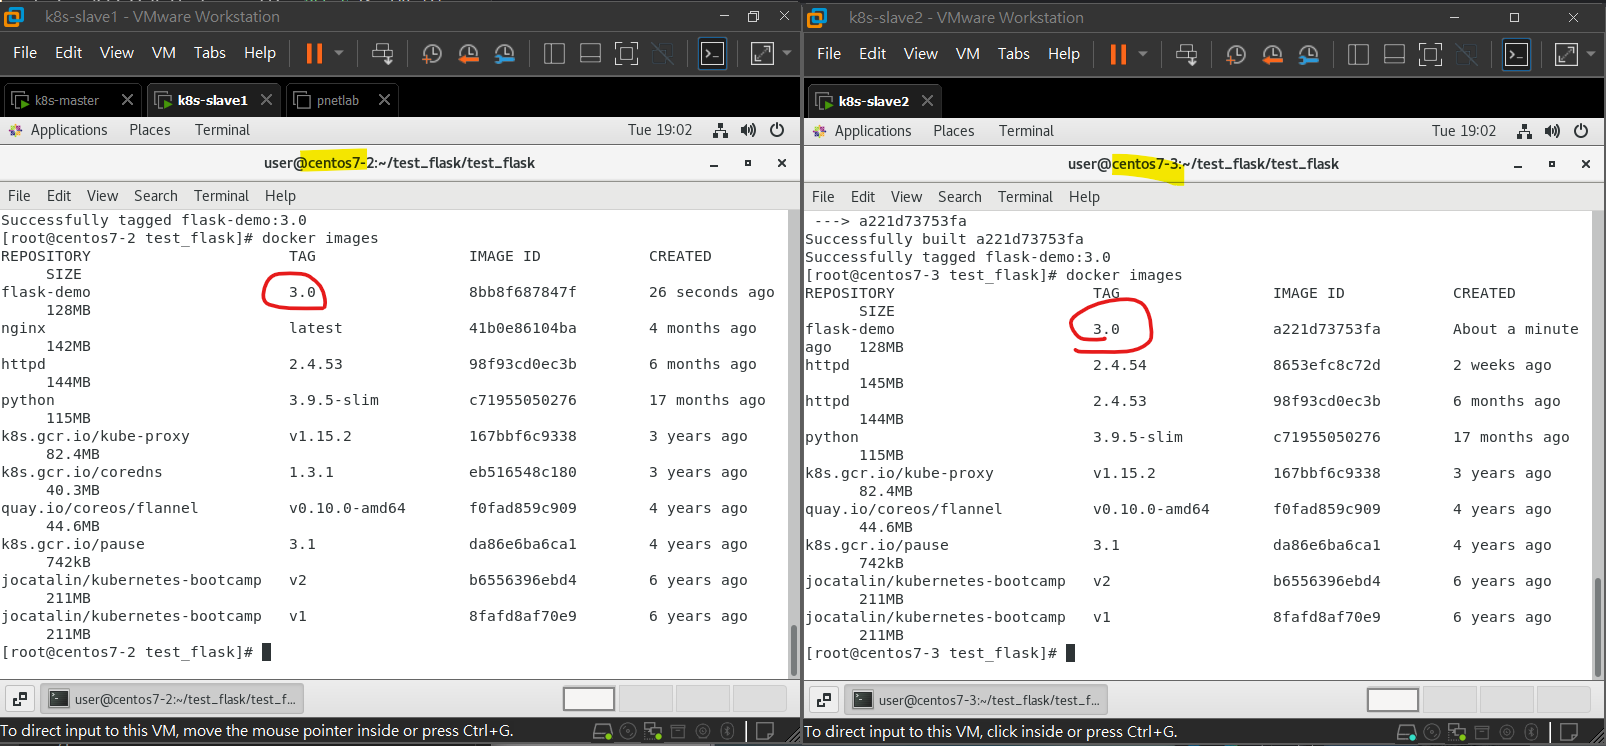 k8s-slave1 - VMware Workstation
File Edit View VM Tabs Help
k8s-master k8s-slave1 pnetlab
Applications Places Terminal Tue 19:02
user@centos7-2:~/test_flask/test_flask
File Edit View Search Terminal Help
Successfully tagged flask-demo:3.0
[root@centos7-2 test_flask]# docker images
REPOSITORY TAG IMAGE ID CREATED
SIZE
flask-demo 3.0 8bb8f687847f 26 seconds ago
128MB
nginx latest 41b0e86104ba 4 months ago
142MB
httpd 2.4.53 98f93cd0ec3b 6 months ago
144MB
python 3.9.5-slim c71955050276 17 months ago
115MB
k8s.gcr.io/kube-proxy v1.15.2 167bbf6c9338 3 years ago
82.4MB
k8s.gcr.io/coredns 1.3.1 eb516548c180 3 years ago
40.3MB
quay.io/coreos/flannel v0.10.0-amd64 f0fad859c909 4 years ago
44.6MB
k8s.gcr.io/pause 3.1 da86e6ba6ca1 4 years ago
742kB
jocatalin/kubernetes-bootcamp v2 b6556396ebd4 6 years ago
211MB
jocatalin/kubernetes-bootcamp v1 8fafd8af70e9 6 years ago
211MB
[root@centos7-2 test_flask]#
user@centos7-2:~/test_flask/test_f...
To direct input to this VM, move the mouse pointer inside or press Ctrl+G.
k8s-slave2 - VMware Workstation
File Edit View VM Tabs Help
k8s-slave2
Applications Places Terminal Tue 19:02
user@centos7-3:~/test_flask/test_flask
File Edit View Search Terminal Help
---> a221d73753fa
Successfully built a221d73753fa
Successfully tagged flask-demo:3.0
[root@centos7-3 test_flask]# docker images
REPOSITORY TAG IMAGE ID CREATED
SIZE
flask-demo 3.0 a221d73753fa About a minute
ago 128MB
httpd 2.4.54 8653efc8c72d 2 weeks ago
145MB
httpd 2.4.53 98f93cd0ec3b 6 months ago
144MB
python 3.9.5-slim c71955050276 17 months ago
115MB
k8s.gcr.io/kube-proxy v1.15.2 167bbf6c9338 3 years ago
82.4MB
quay.io/coreos/flannel v0.10.0-amd64 f0fad859c909 4 years ago
44.6MB
k8s.gcr.io/pause 3.1 da86e6ba6ca1 4 years ago
742kB
jocatalin/kubernetes-bootcamp v2 b6556396ebd4 6 years ago
211MB
jocatalin/kubernetes-bootcamp v1 8fafd8af70e9 6 years ago
211MB
[root@centos7-3 test_flask]#
user@centos7-3:~/test_flask/test_f...
To direct input to this VM, click inside or press Ctrl+G.